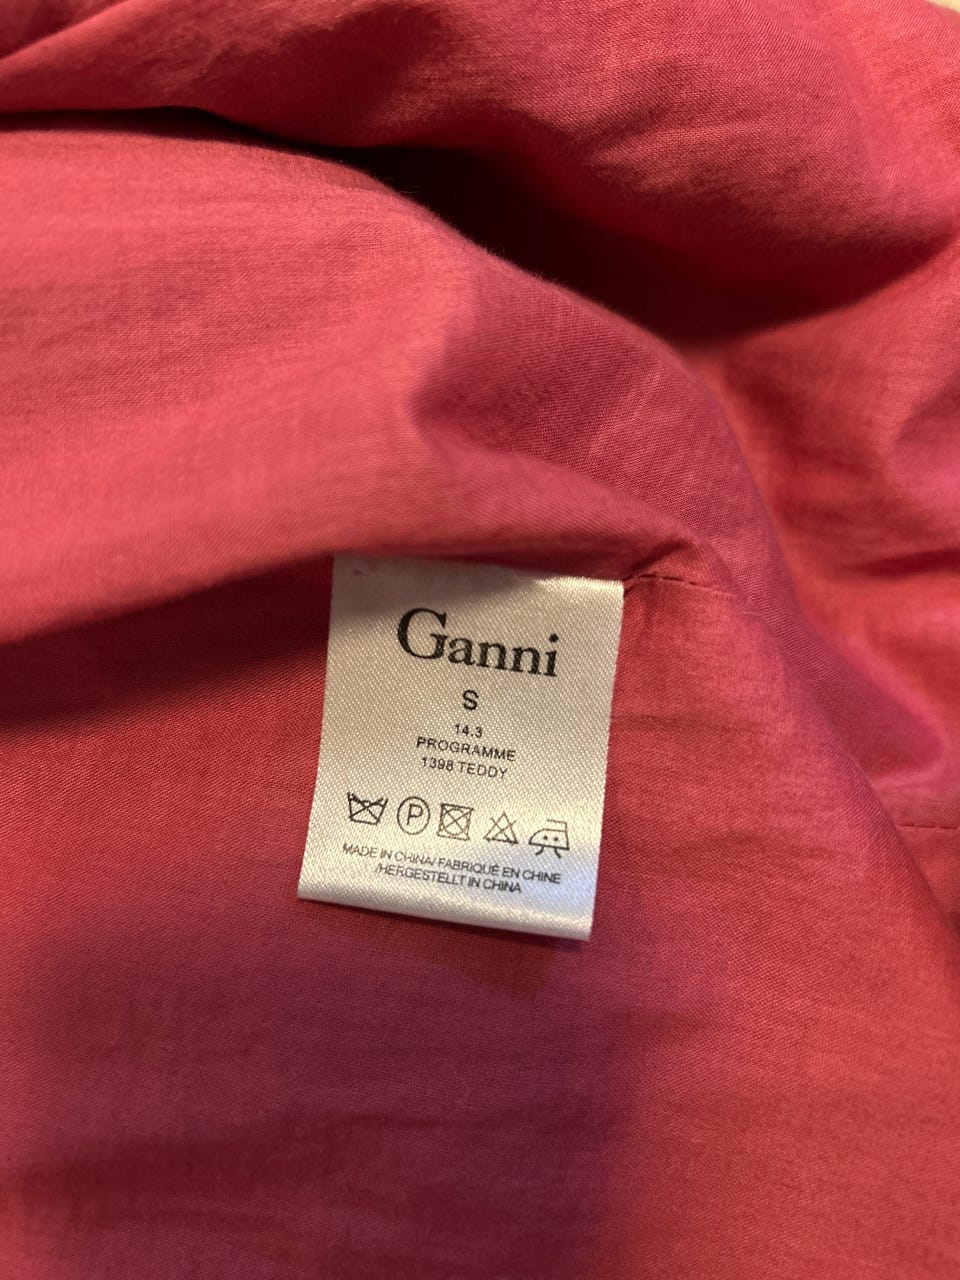 Ganni
S
14.3
PROGRAMME
1398 TEDDY
P
MADE IN CHINA/ FABRIQUÉ EN CHINE
/HERGESTELLT IN CHINA